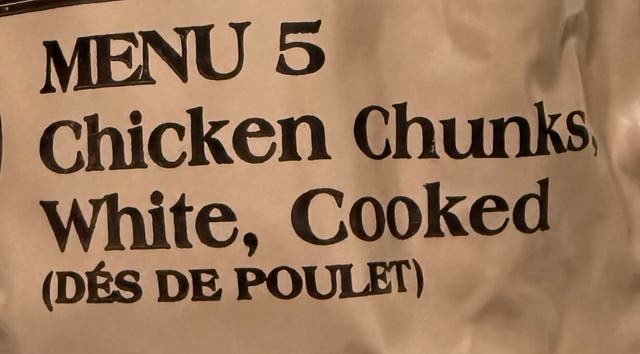 MENU 5
Chicken Chunks,
White, Cooked
(DÉS DE POULET)